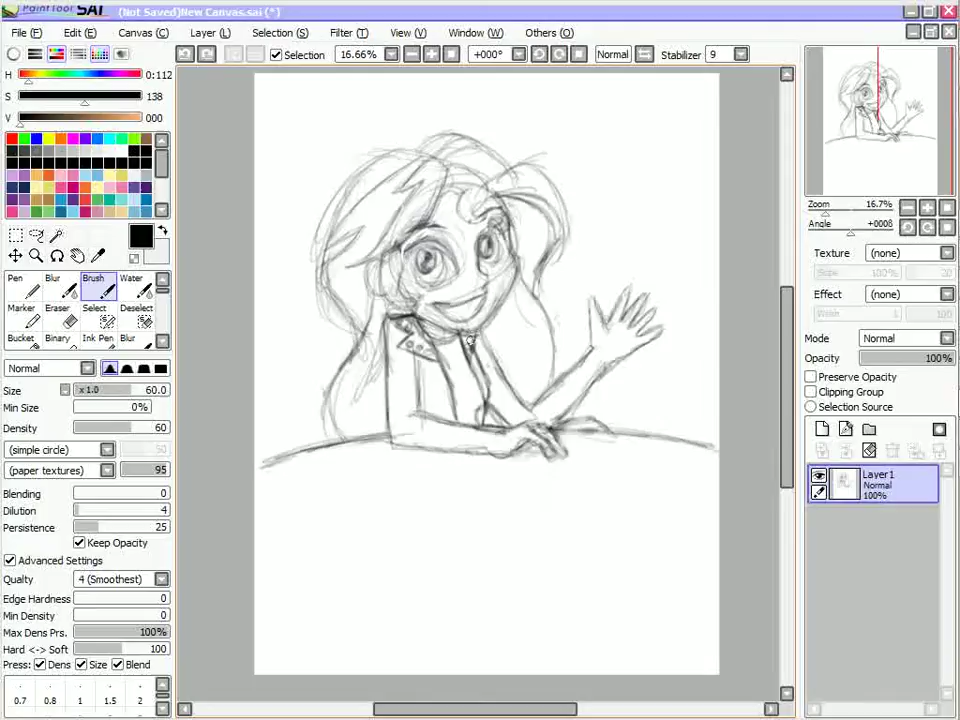 PaintTool SAI (Not Saved)New Canvas.sai (*)
File (F) Edit (E) Canvas (C) Layer (L) Selection (S) Filter (T) View (V) Window (W) Others (O)
Selection 16.66% +000° Normal Stabilizer 9
H 0:112
S 138
V 000
Zoom 16.7%
Angle
Texture (none)
Effect (none)
Mode Normal
Opacity 100%
Preserve Opacity
Clipping Group
Selection Source
Layer1
Normal
100%
Pen Blur Brush Water
Marker Eraser Select Deselect
Bucket Binary Ink Pen Blur
Normal
Size x 1.0 60.0
Min Size 0%
Density 60
(simple circle) 50
(paper textures) 95
Blending 0
Dilution 4
Persistence 25
Keep Opacity
Advanced Settings
Qualty 4 (Smoothest)
Edge Hardness 0
Min Density 0
Max Dens Prs. 100%
Hard <-> Soft 100
Press: Dens Size Blend
0.7 0.8 1 1.5 2